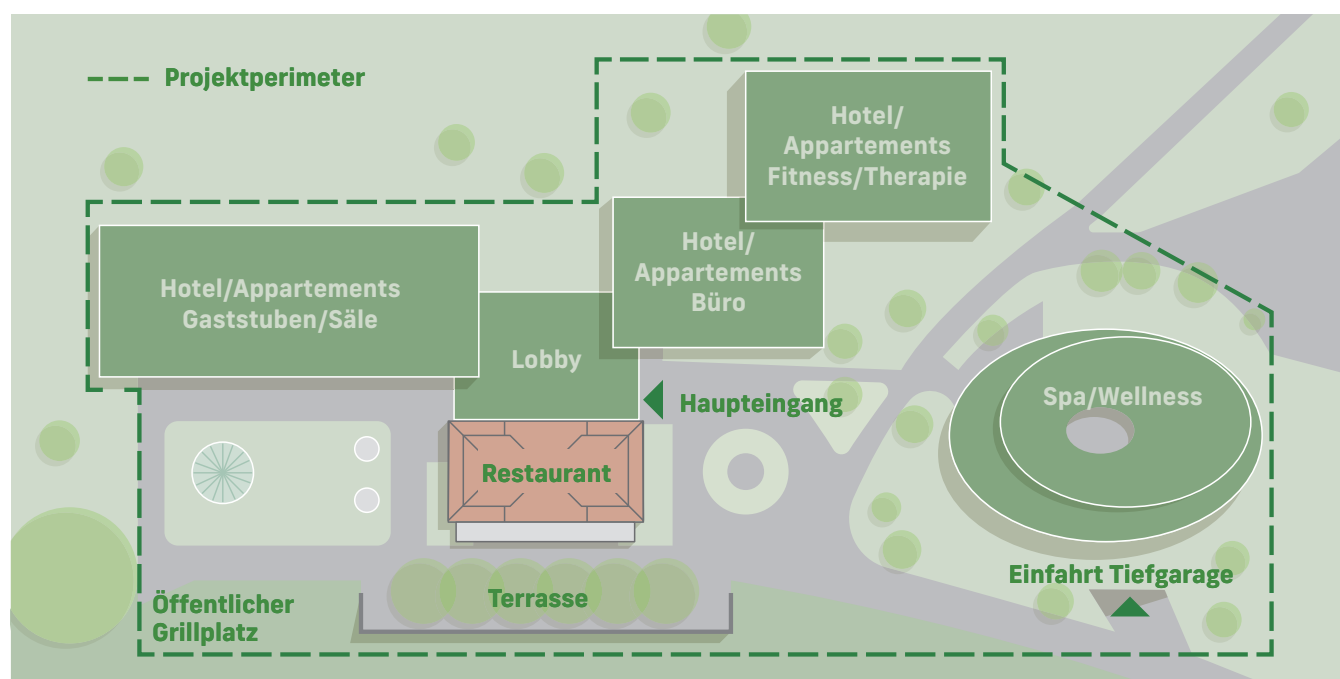 Projektperimeter
Hotel/
Appartements
Fitness/Therapie
Hotel/
Appartements
Büro
Hotel/Appartements
Gaststuben/Säle
Lobby
Haupteingang
Spa/Wellness
Restaurant
Einfahrt Tiefgarage
Terrasse
Öffentlicher
Grillplatz